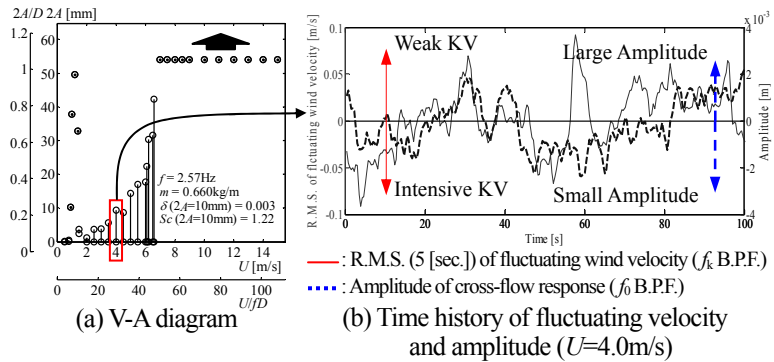 2A/D 2A [mm]
1.2
1
0.8
0.6
0.4
0.2
0
60
50
40
30
20
10
0
f = 2.57Hz
m = 0.660kg/m
δ (2A=10mm) = 0.003
Sc (2A=10mm) = 1.22
0 2 4 6 8 10 12 14
U [m/s]
0 20 40 60 80 100
U/fD
(a) V-A diagram
R.M.S. of fluctuating wind velocity [m/s]
0.1
0.05
0
-0.05
-0.1
Weak KV
Large Amplitude
Intensive KV
Small Amplitude
×10⁻³
4
2
0
-2
-4
Amplitude [m]
0 20 40 60 80 100
Time [s]
: R.M.S. (5 [sec.]) of fluctuating wind velocity (fk B.P.F.)
: Amplitude of cross-flow response (f0 B.P.F.)
(b) Time history of fluctuating velocity
and amplitude (U=4.0m/s)